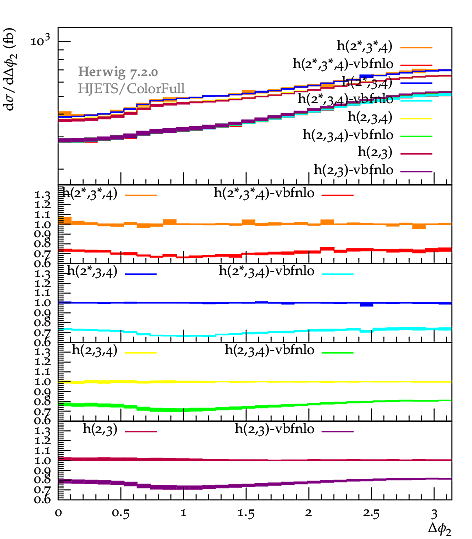 dσ/dΔϕ₂ (fb)
10³
Herwig 7.2.0
HJETS/ColorFull
h(2*,3*,4)
h(2*,3*,4)-vbfnlo
h(2*,3,4)
h(2*,3,4)-vbfnlo
h(2,3,4)
h(2,3,4)-vbfnlo
h(2,3)
h(2,3)-vbfnlo
h(2*,3*,4) h(2*,3*,4)-vbfnlo
1.3
1.2
1.1
1.0
0.9
0.8
0.7
0.6
h(2*,3,4) h(2*,3,4)-vbfnlo
1.3
1.2
1.1
1.0
0.9
0.8
0.7
0.6
h(2,3,4) h(2,3,4)-vbfnlo
1.3
1.2
1.1
1.0
0.9
0.8
0.7
0.6
h(2,3) h(2,3)-vbfnlo
1.3
1.2
1.1
1.0
0.9
0.8
0.7
0.6
0 0.5 1 1.5 2 2.5 3
Δϕ₂